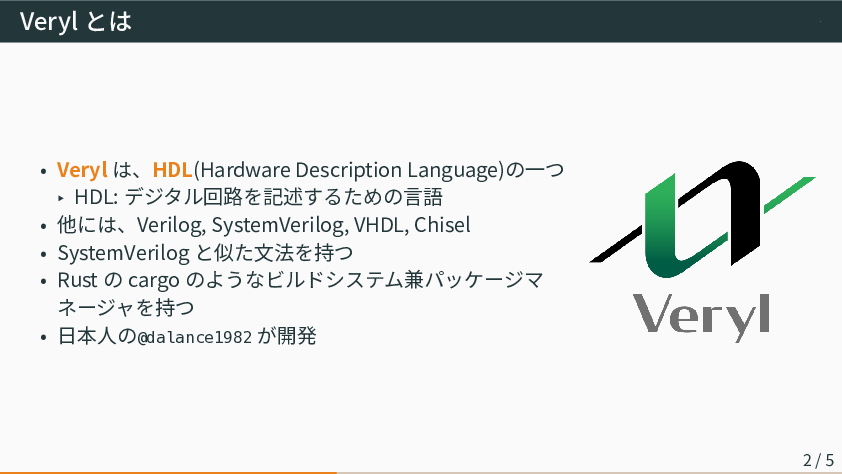 Veryl とは
• Veryl は、HDL(Hardware Description Language)の一つ
‣ HDL: デジタル回路を記述するための言語
• 他には、Verilog, SystemVerilog, VHDL, Chisel
• SystemVerilog と似た文法を持つ
• Rust の cargo のようなビルドシステム兼パッケージマ
ネージャを持つ
• 日本人の@dalance1982 が開発
Veryl
2 / 5